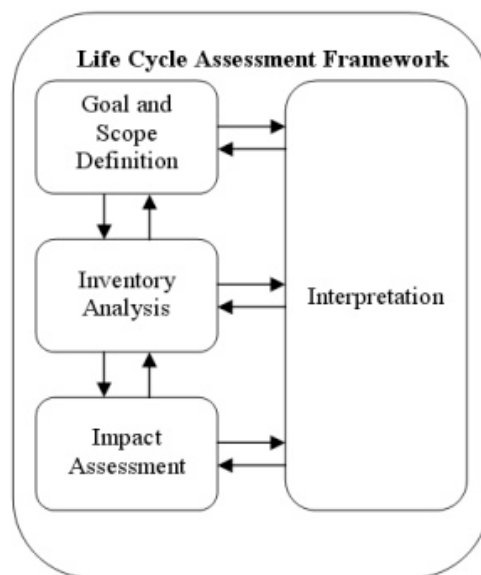 Life Cycle Assessment Framework
Goal and
Scope
Definition
Inventory
Analysis
Interpretation
Impact
Assessment